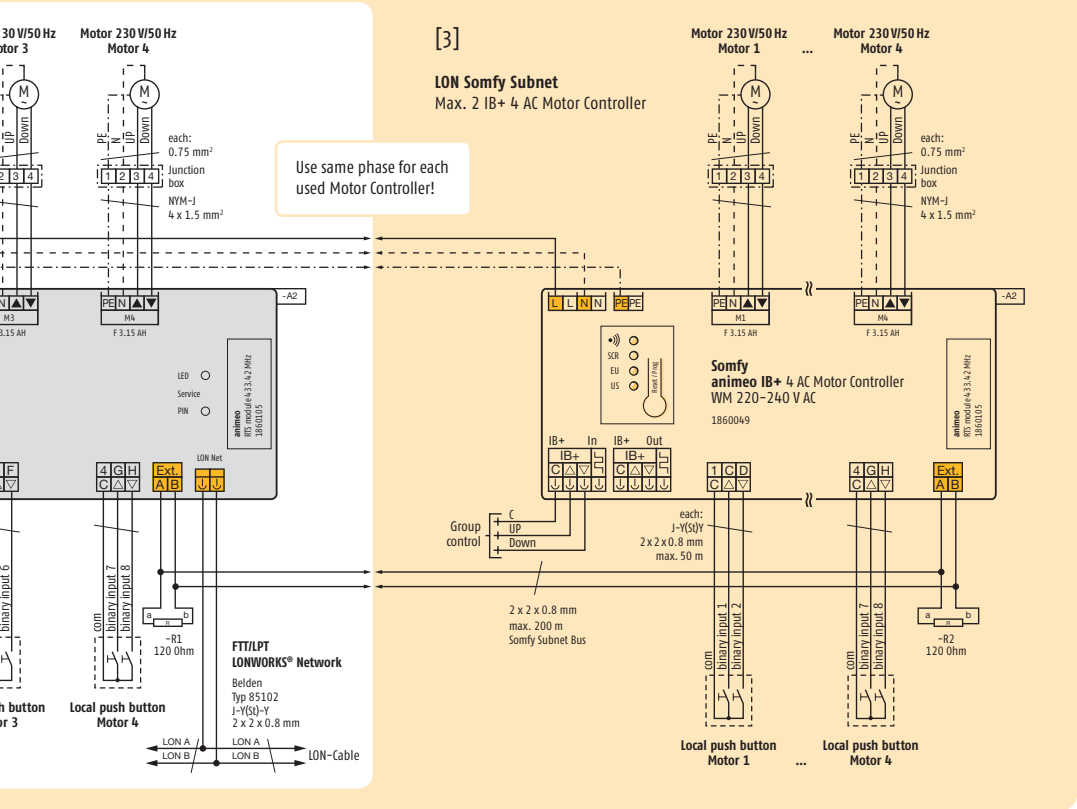 30 V/50 Hz
otor 3
Motor 230 V/50 Hz
Motor 4
M
~
M
~
UP
Down
PE
N
UP
Down
each:
0.75 mm²
2 3 4
1 2 3 4
Junction
box
NYM-J
4 x 1.5 mm²
Use same phase for each
used Motor Controller!
[3]
LON Somfy Subnet
Max. 2 IB+ 4 AC Motor Controller
Motor 230 V/50 Hz
Motor 1
...
Motor 230 V/50 Hz
Motor 4
M
~
M
~
PE
N
UP
Down
PE
N
UP
Down
each:
0.75 mm²
1 2 3 4
1 2 3 4
Junction
box
NYM-J
4 x 1.5 mm²
-A2
N
M3
3.15 AH
PE N
M4
F 3.15 AH
LED
Service
PIN
animeo
RTS module 433.42 MHz
1860105
LON Net
F
4 G H
C
Ext.
A B
-A2
L L N N PE PE
PE N
M1
F 3.15 AH
PE N
M4
F 3.15 AH
SCR
EU
US
Reset / Prog
Somfy
animeo IB+ 4 AC Motor Controller
WM 220-240 V AC
1860049
animeo
RTS module 433.42 MHz
1860105
IB+ In IB+ Out
IB+ IB+
C C
1 C D
C
4 G H
C
Ext.
A B
Group
control
C
UP
Down
each:
J-Y(St)Y
2 x 2 x 0.8 mm
max. 50 m
2 x 2 x 0.8 mm
max. 200 m
Somfy Subnet Bus
binary input 6
com
binary input 7
binary input 8
a b
R
-R1
120 Ohm
FTT/LPT
LONWORKS® Network
Belden
Typ 85102
J-Y(St)-Y
2 x 2 x 0.8 mm
h button
or 3
Local push button
Motor 4
LON A
LON B
LON A
LON B
LON-Cable
com
binary input 1
binary input 2
com
binary input 7
binary input 8
a b
R
-R2
120 Ohm
Local push button
Motor 1
...
Local push button
Motor 4